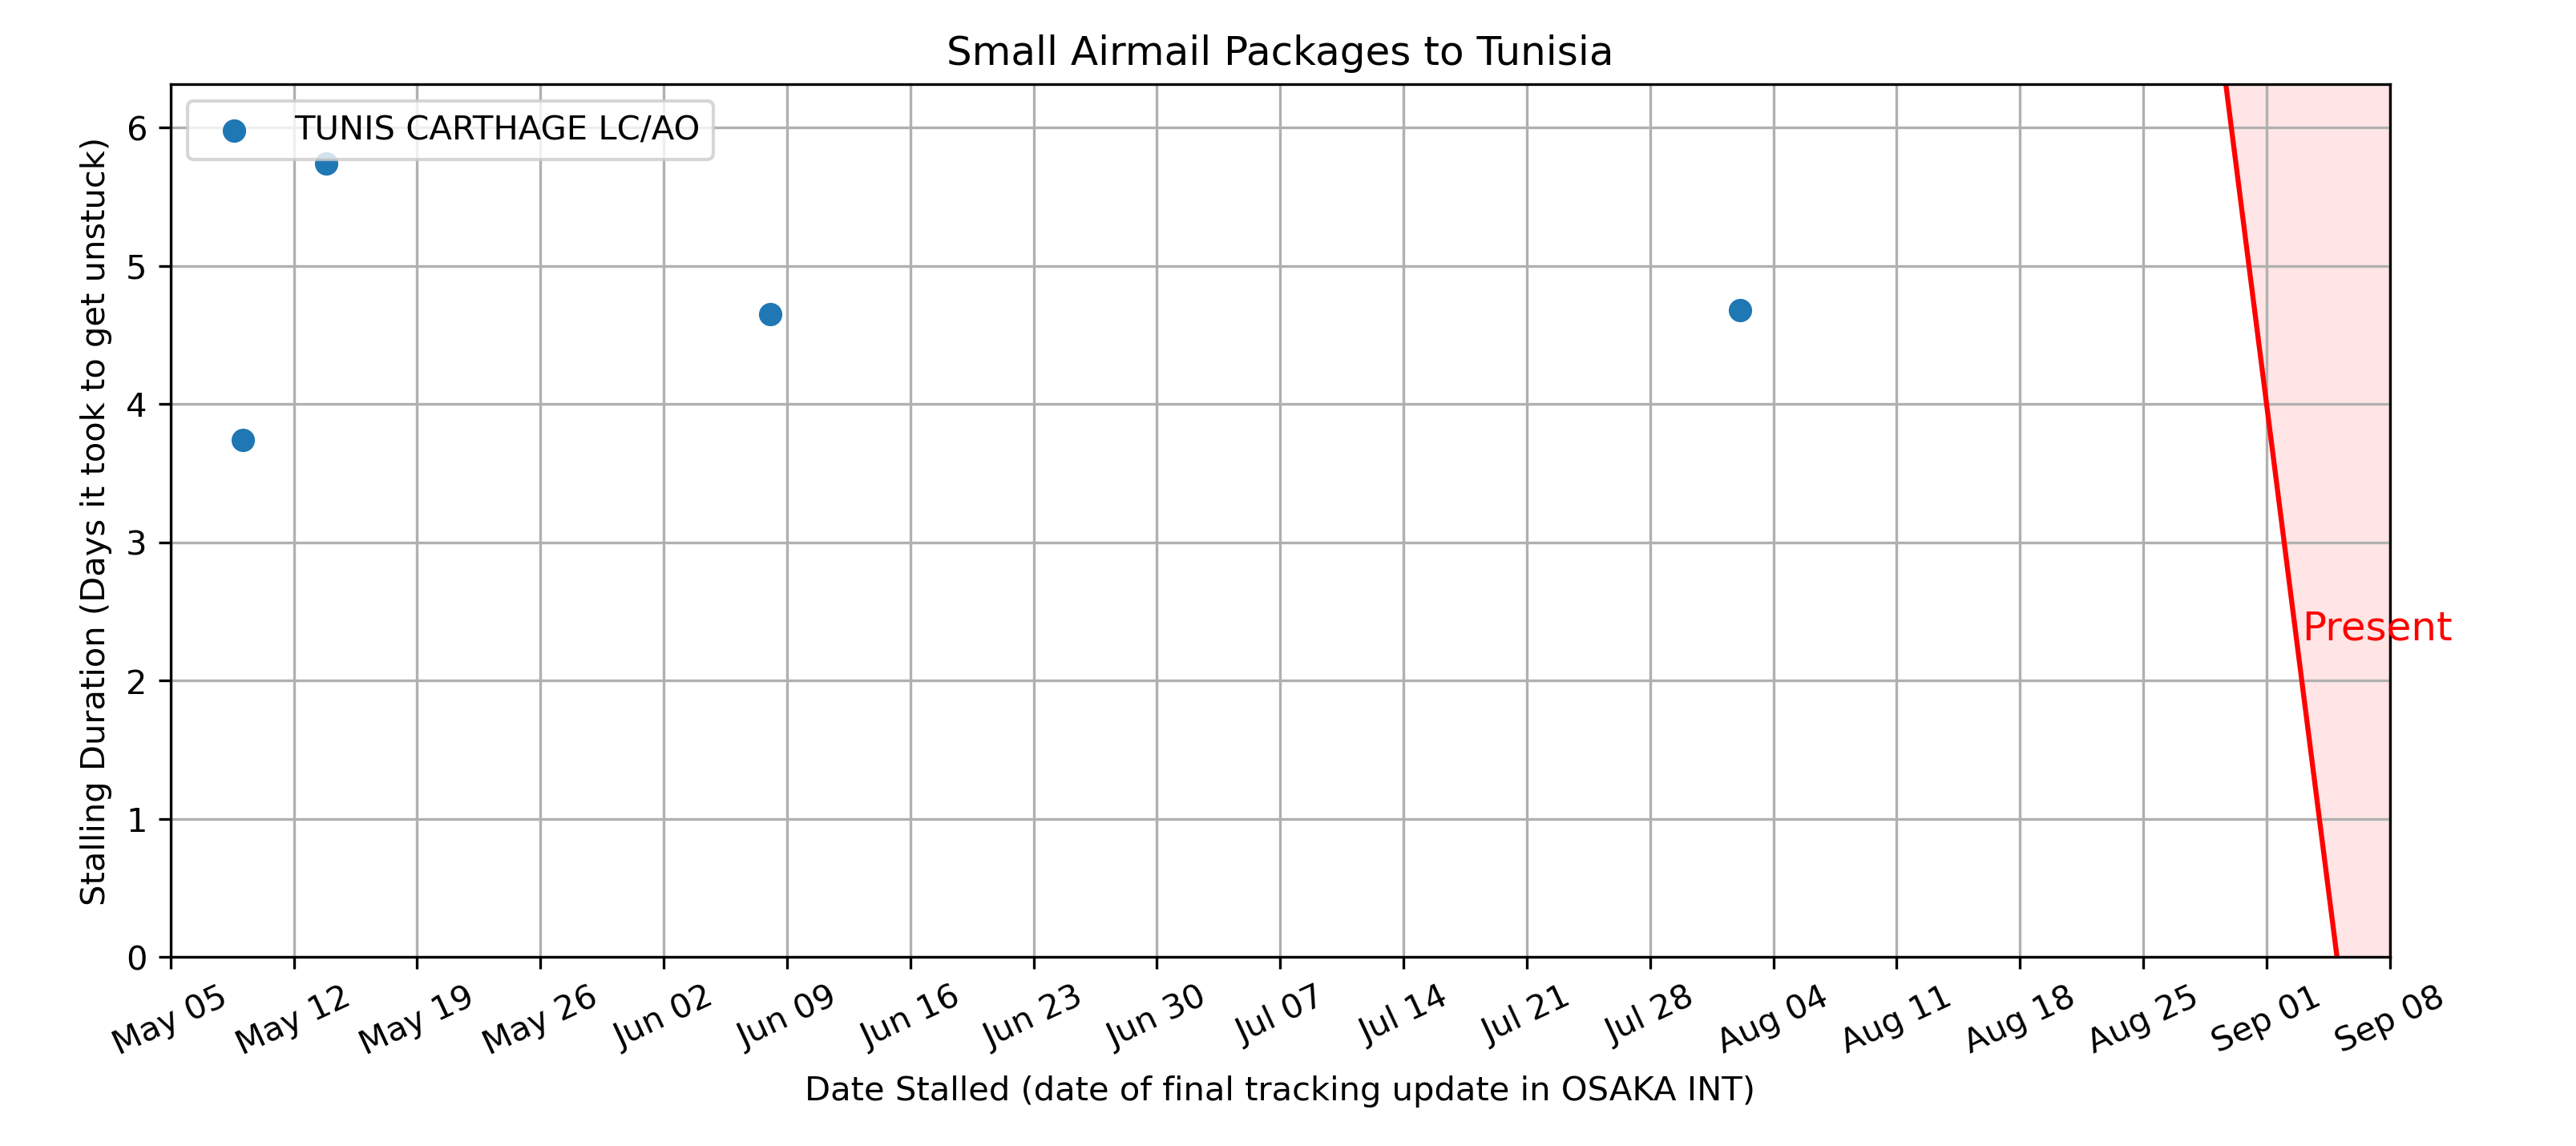 Small Airmail Packages to Tunisia
TUNIS CARTHAGE LC/AO
Stalling Duration (Days it took to get unstuck)
6
5
4
3
2
1
0
Present
May 05
May 12
May 19
May 26
Jun 02
Jun 09
Jun 16
Jun 23
Jun 30
Jul 07
Jul 14
Jul 21
Jul 28
Aug 04
Aug 11
Aug 18
Aug 25
Sep 01
Sep 08
Date Stalled (date of final tracking update in OSAKA INT)